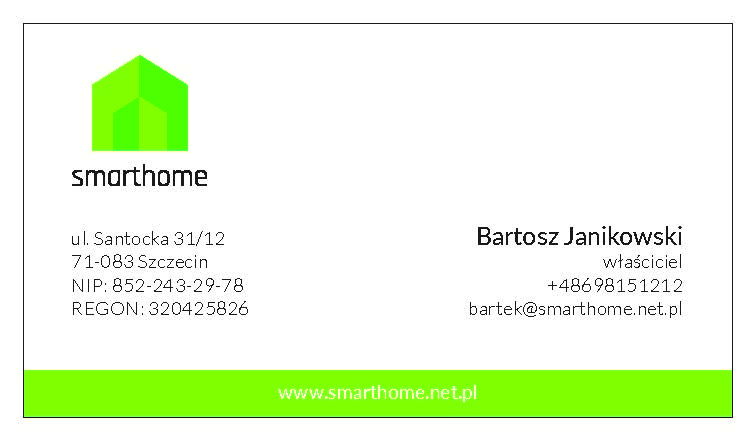 smarthome
ul. Santocka 31/12
71-083 Szczecin
NIP: 852-243-29-78
REGON: 320425826
Bartosz Janikowski
właściciel
+48698151212
bartek@smarthome.net.pl
www.smarthome.net.pl